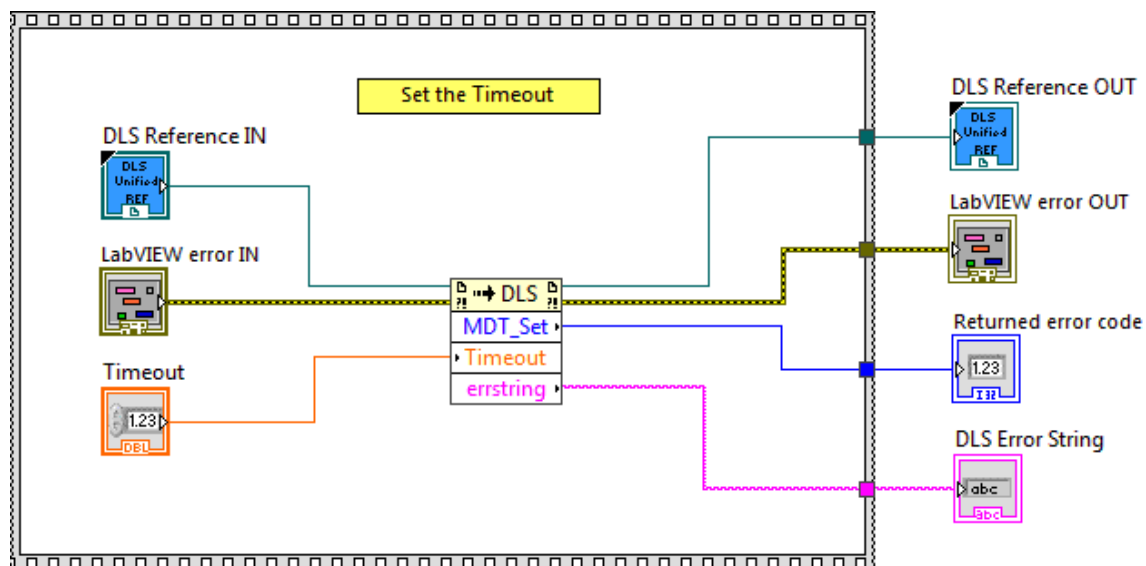 Set the Timeout
DLS Reference IN
DLS
Unified
REF
LabVIEW error IN
?!
DLS
?!
MDT_Set
Timeout
errstring
Timeout
1.23
DBL
DLS Reference OUT
DLS
Unified
REF
LabVIEW error OUT
Returned error code
1.23
I32
DLS Error String
abc
abc